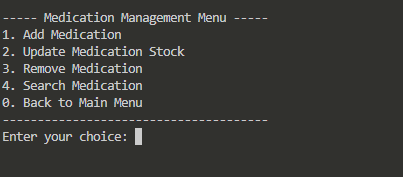 ----- Medication Management Menu -----
1. Add Medication
2. Update Medication Stock
3. Remove Medication
4. Search Medication
0. Back to Main Menu
--------------------------------------
Enter your choice: